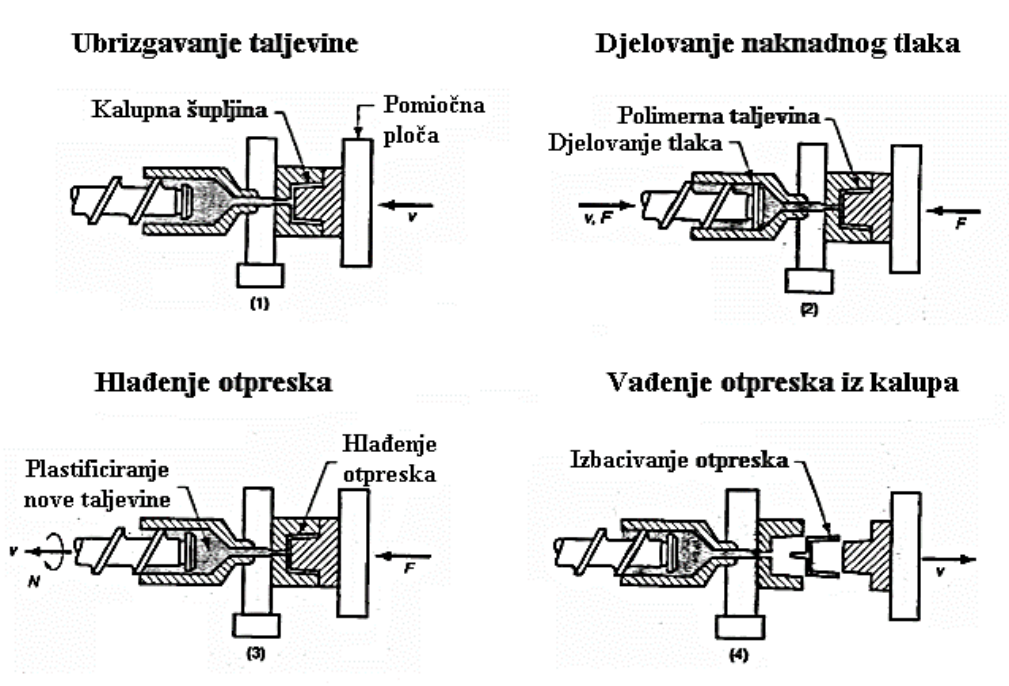 Ubrizgavanje taljevine
Kalupna šupljina
Pomiočna
ploča
v
(1)
Djelovanje naknadnog tlaka
Polimerna taljevina
Djelovanje tlaka
v, F
F
(2)
Hlađenje otpreska
Hlađenje
otpreska
Plastificiranje
nove taljevine
v
N
F
(3)
Vađenje otpreska iz kalupa
Izbacivanje otpreska
v
(4)